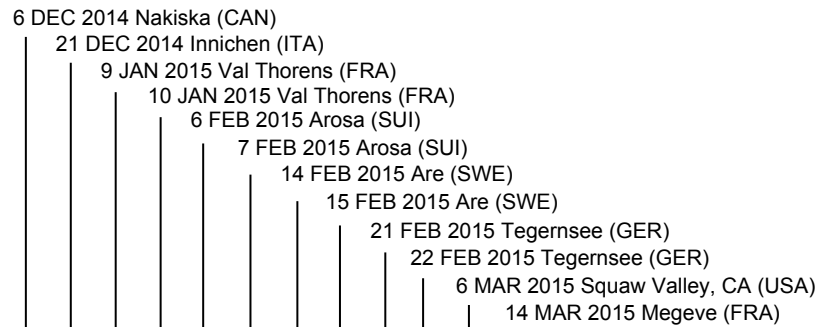 6 DEC 2014 Nakiska (CAN)
21 DEC 2014 Innichen (ITA)
9 JAN 2015 Val Thorens (FRA)
10 JAN 2015 Val Thorens (FRA)
6 FEB 2015 Arosa (SUI)
7 FEB 2015 Arosa (SUI)
14 FEB 2015 Are (SWE)
15 FEB 2015 Are (SWE)
21 FEB 2015 Tegernsee (GER)
22 FEB 2015 Tegernsee (GER)
6 MAR 2015 Squaw Valley, CA (USA)
14 MAR 2015 Megeve (FRA)